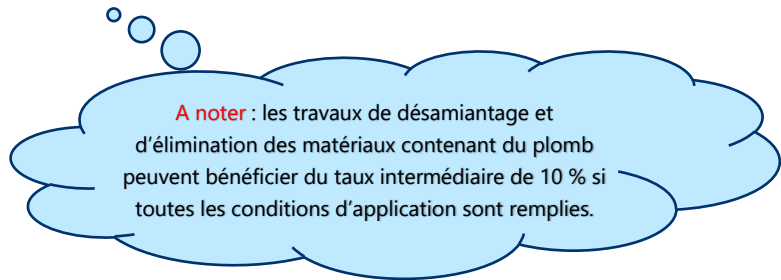 A noter : les travaux de désamiantage et
d’élimination des matériaux contenant du plomb
peuvent bénéficier du taux intermédiaire de 10 % si
toutes les conditions d’application sont remplies.